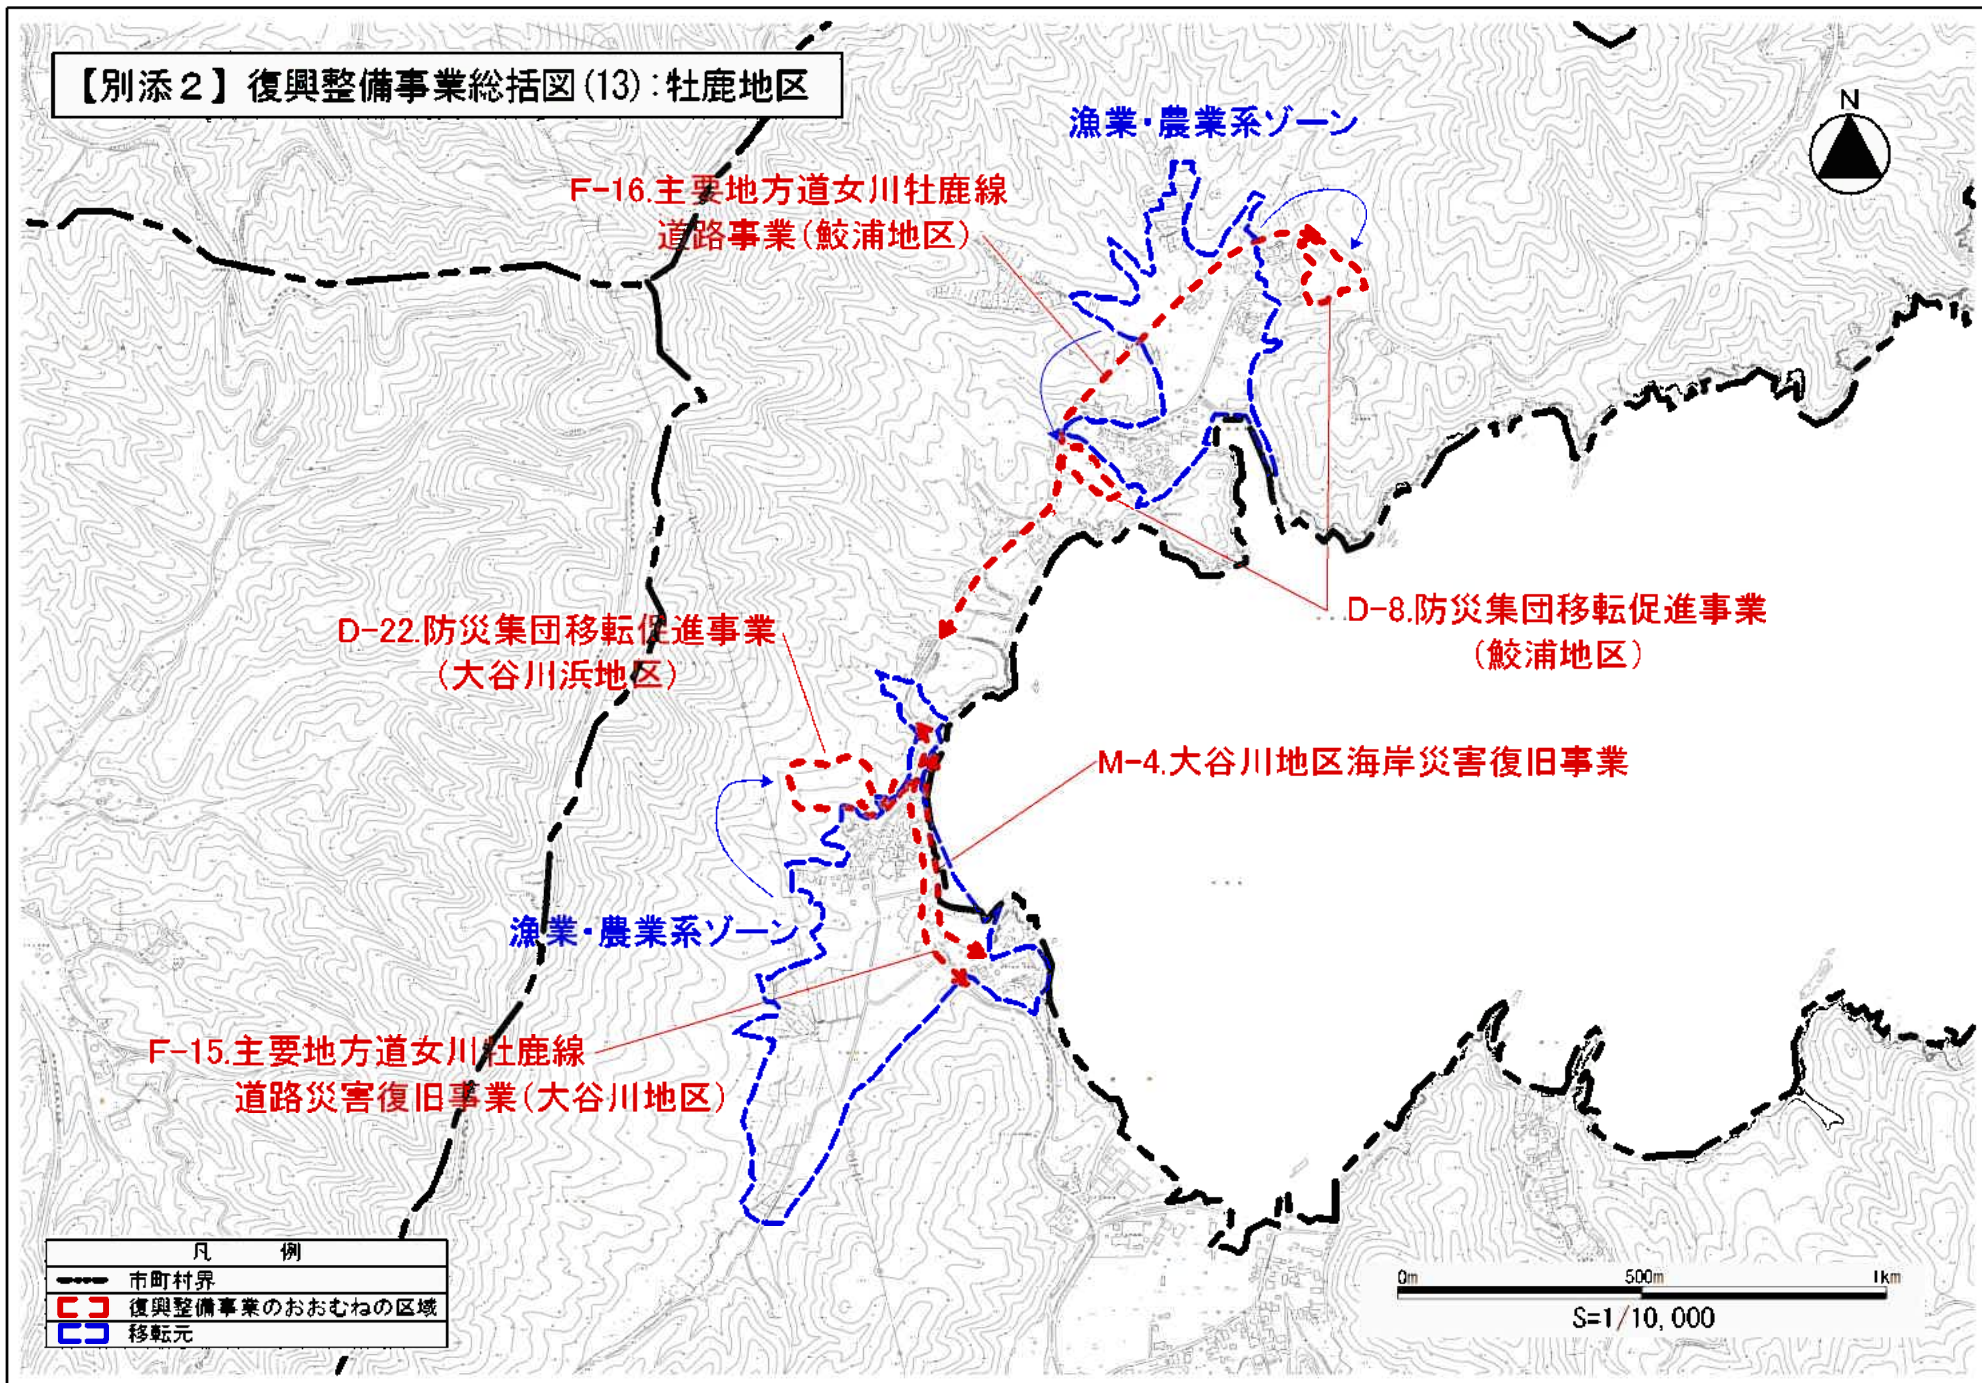 【別添２】復興整備事業総括図(13):牡鹿地区
漁業・農業系ゾーン
N
F-16.主要地方道女川牡鹿線
道路事業(鮫浦地区)
D-8.防災集団移転促進事業
(鮫浦地区)
D-22.防災集団移転促進事業
(大谷川浜地区)
M-4.大谷川地区海岸災害復旧事業
漁業・農業系ゾーン
F-15.主要地方道女川牡鹿線
道路災害復旧事業(大谷川地区)
凡 例
市町村界
復興整備事業のおおむねの区域
移転元
0m 500m 1km
S=1/10,000